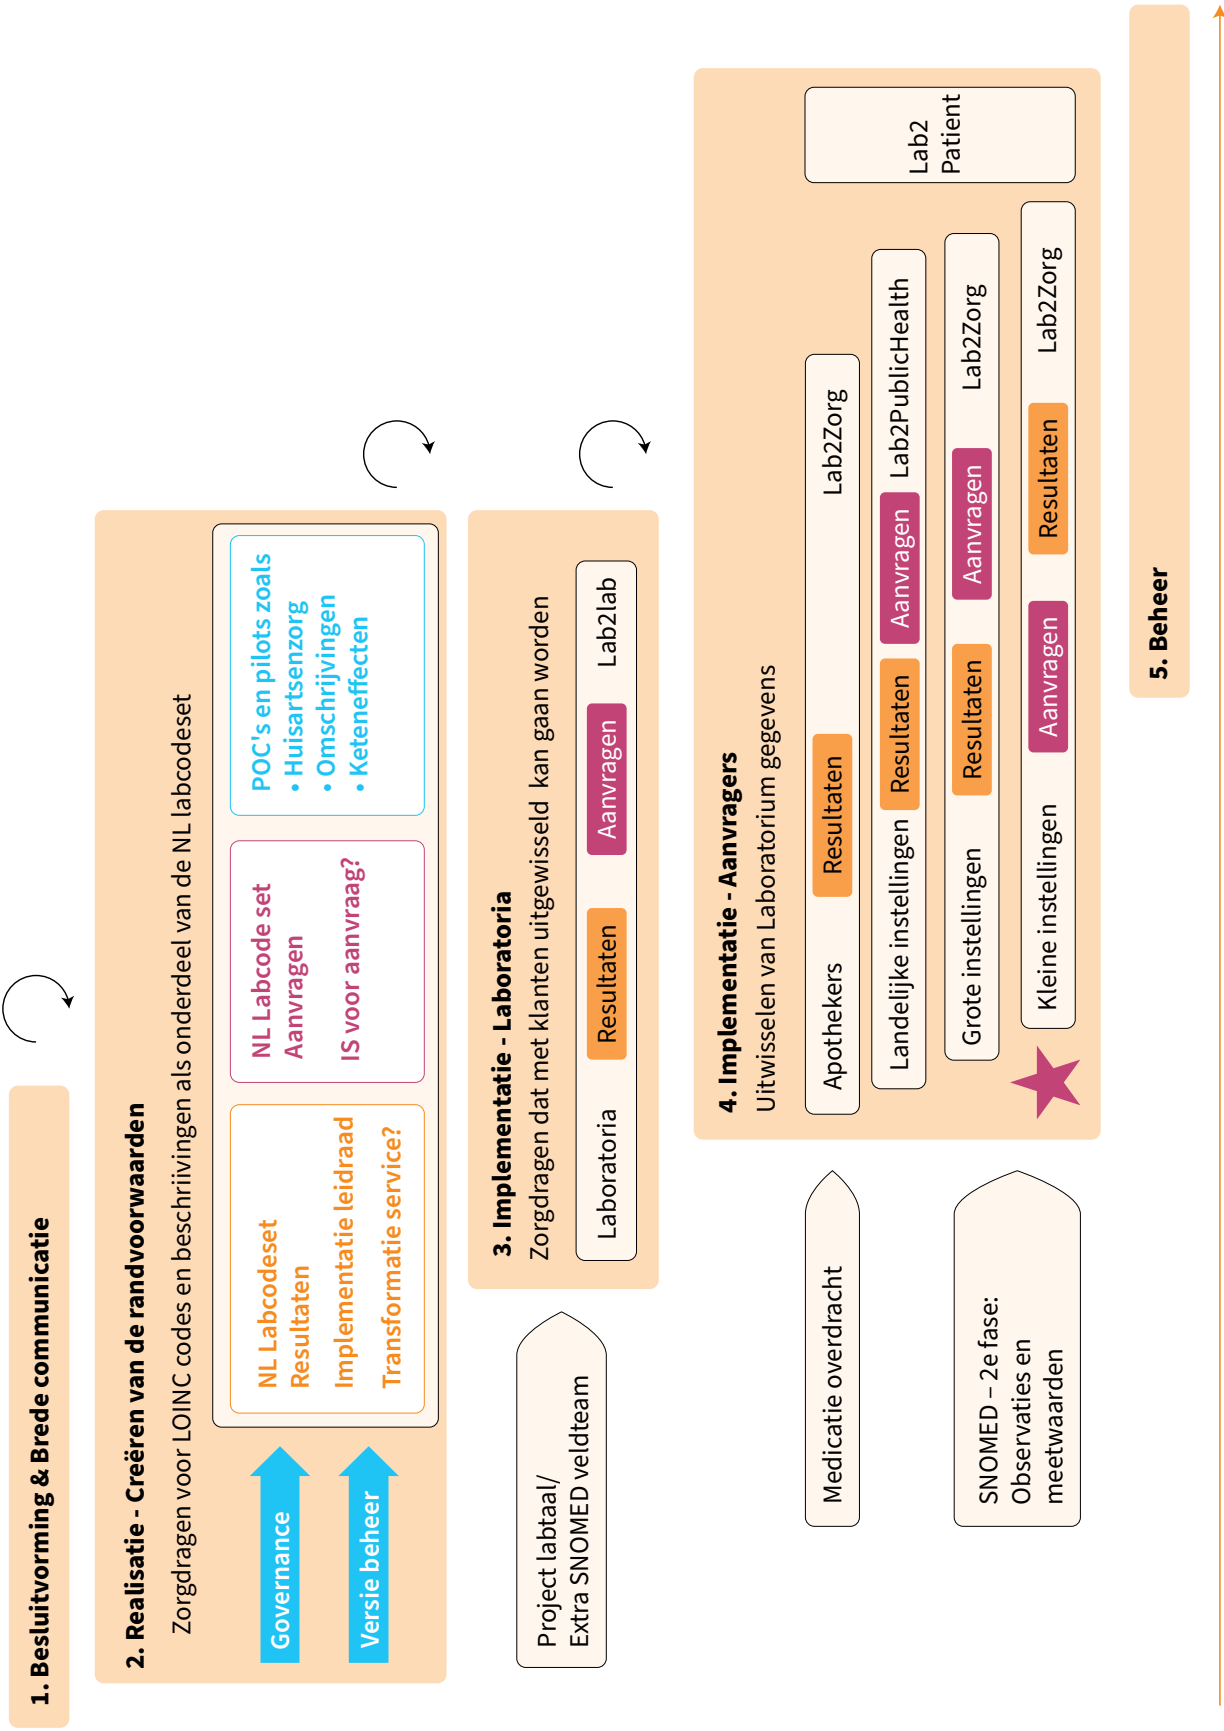 1. Besluitvorming & Brede communicatie
2. Realisatie - Creëren van de randvoorwaarden
Zorgdragen voor LOINC codes en beschriivingen als onderdeel van de NL labcodeset
Governance
Versie beheer
NL Labcodeset
Resultaten
Implementatie leidraad
Transformatie service?
NL Labcode set
Aanvragen
IS voor aanvraag?
POC's en pilots zoals
• Huisartsenzorg
• Omschrijvingen
• Keteneffecten
Project labtaal/
Extra SNOMED veldteam
3. Implementatie - Laboratoria
Zorgdragen dat met klanten uitgewisseld kan gaan worden
Laboratoria Resultaten Aanvragen Lab2lab
Medicatie overdracht
SNOMED – 2e fase:
Observaties en
meetwaarden
4. Implementatie - Aanvragers
Uitwisselen van Laboratorium gegevens
Apothekers Resultaten Lab2Zorg
Landelijke instellingen Resultaten Aanvragen Lab2PublicHealth
Grote instellingen Resultaten Aanvragen Lab2Zorg
Kleine instellingen Aanvragen Resultaten Lab2Zorg
Lab2
Patient
5. Beheer